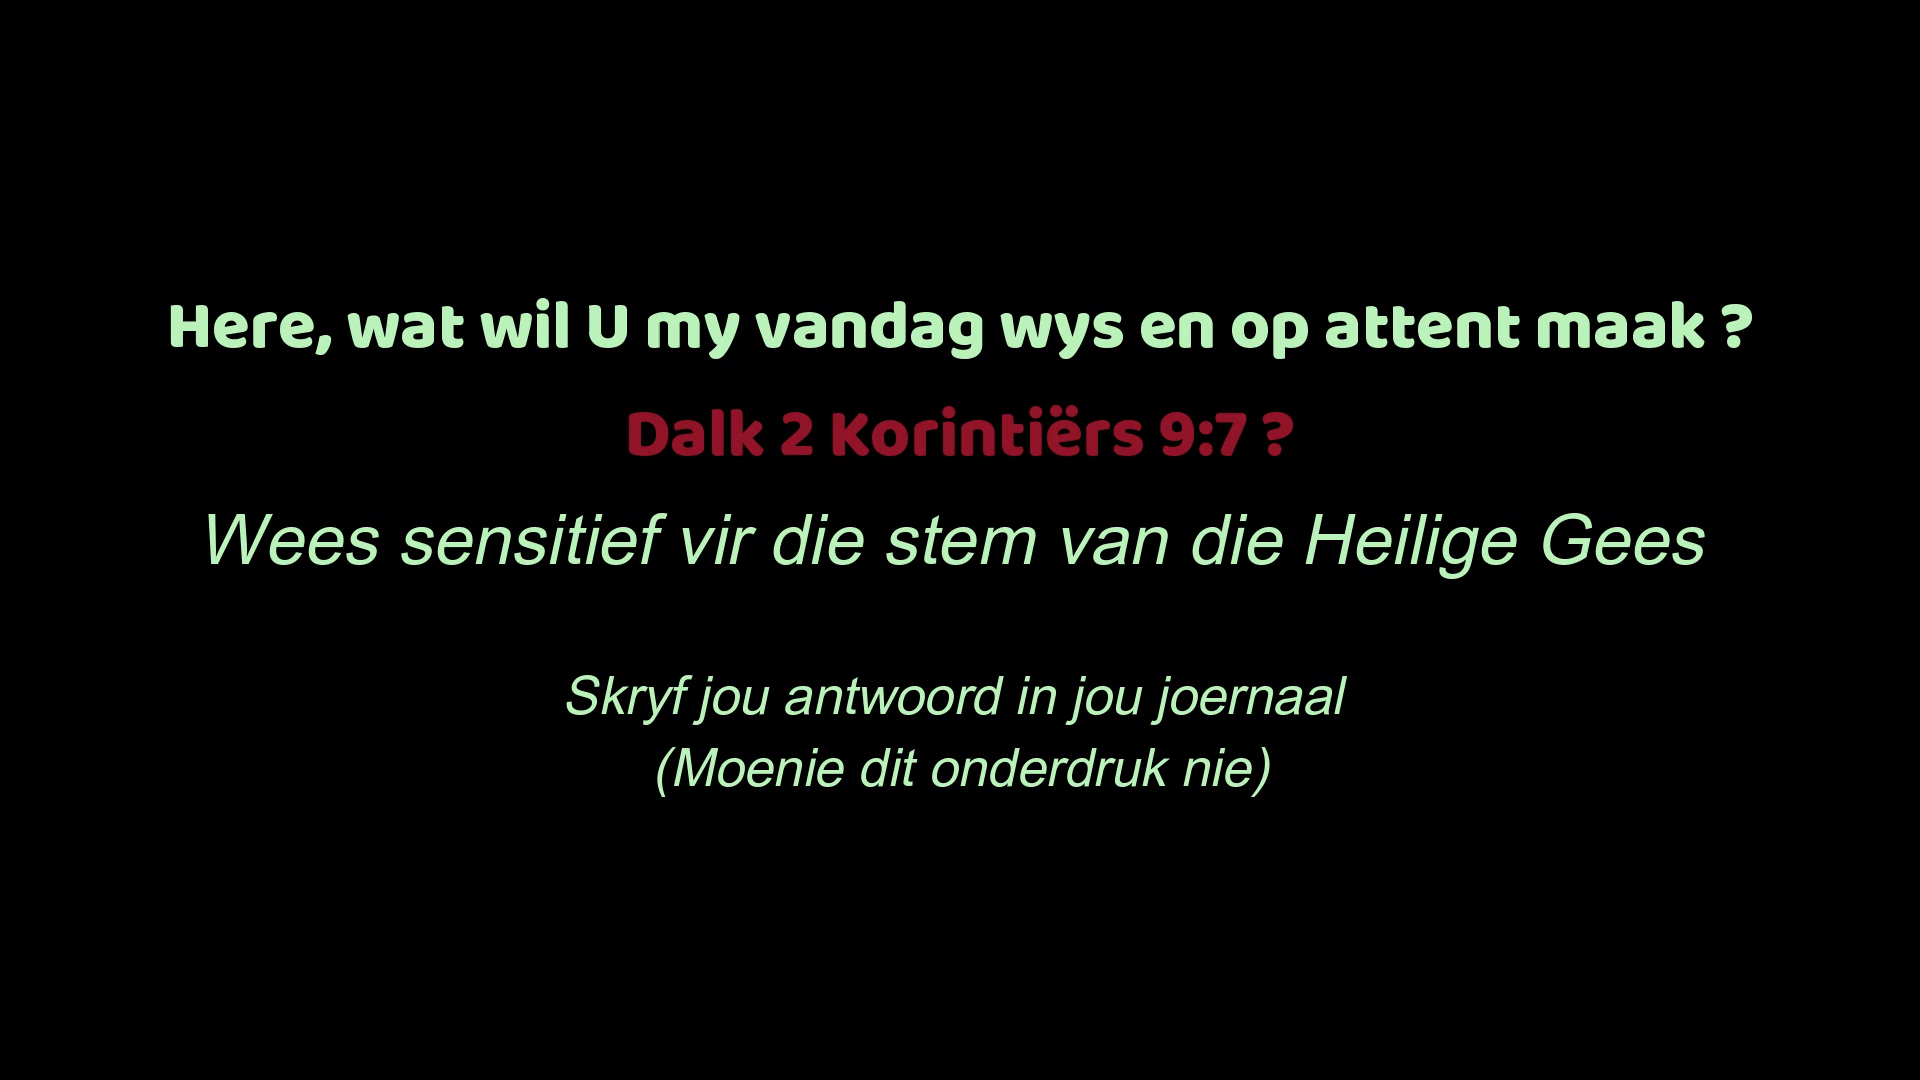 Here, wat wil U my vandag wys en op attent maak ?
Dalk 2 Korintiërs 9:7 ?
Wees sensitief vir die stem van die Heilige Gees
Skryf jou antwoord in jou joernaal
(Moenie dit onderdruk nie)